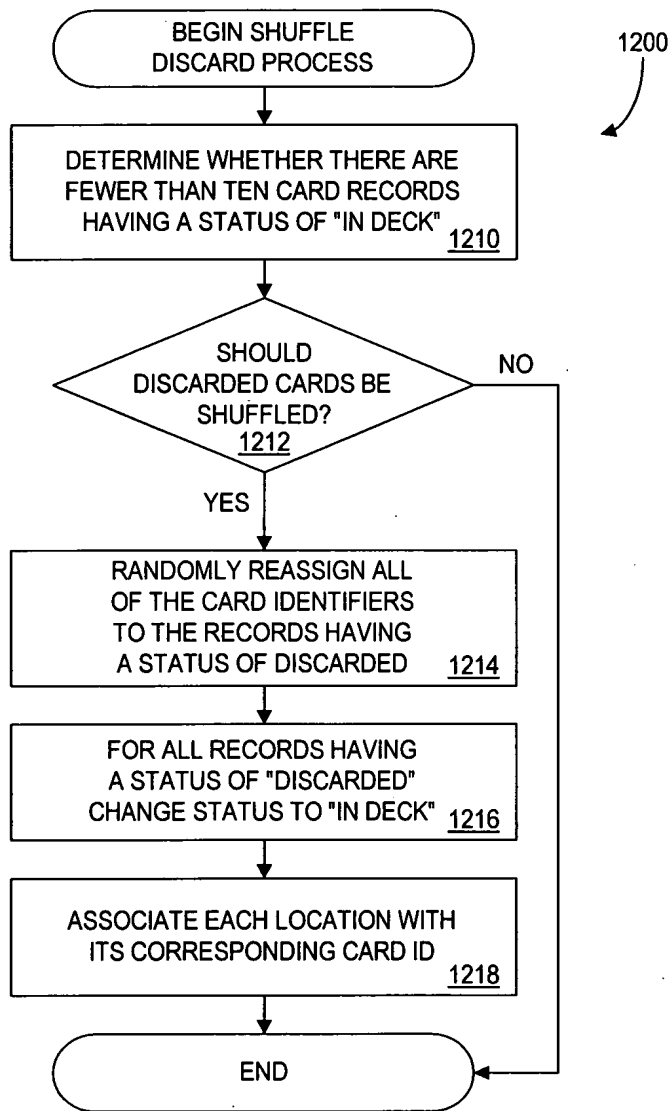 BEGIN SHUFFLE
DISCARD PROCESS
1200
DETERMINE WHETHER THERE ARE
FEWER THAN TEN CARD RECORDS
HAVING A STATUS OF "IN DECK"
1210
SHOULD
DISCARDED CARDS BE
SHUFFLED?
1212
NO
YES
RANDOMLY REASSIGN ALL
OF THE CARD IDENTIFIERS
TO THE RECORDS HAVING
A STATUS OF DISCARDED
1214
FOR ALL RECORDS HAVING
A STATUS OF "DISCARDED"
CHANGE STATUS TO "IN DECK"
1216
ASSOCIATE EACH LOCATION WITH
ITS CORRESPONDING CARD ID
1218
END